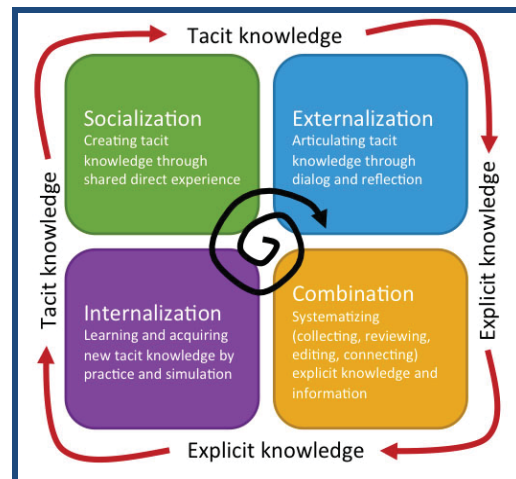 Tacit knowledge
Socialization
Creating tacit
knowledge through
shared direct experience
Externalization
Articulating tacit
knowledge through
dialog and reflection
Tacit knowledge
Explicit knowledge
Internalization
Learning and acquiring
new tacit knowledge by
practice and simulation
Combination
Systematizing
(collecting, reviewing,
editing, connecting)
explicit knowledge and
information
Explicit knowledge